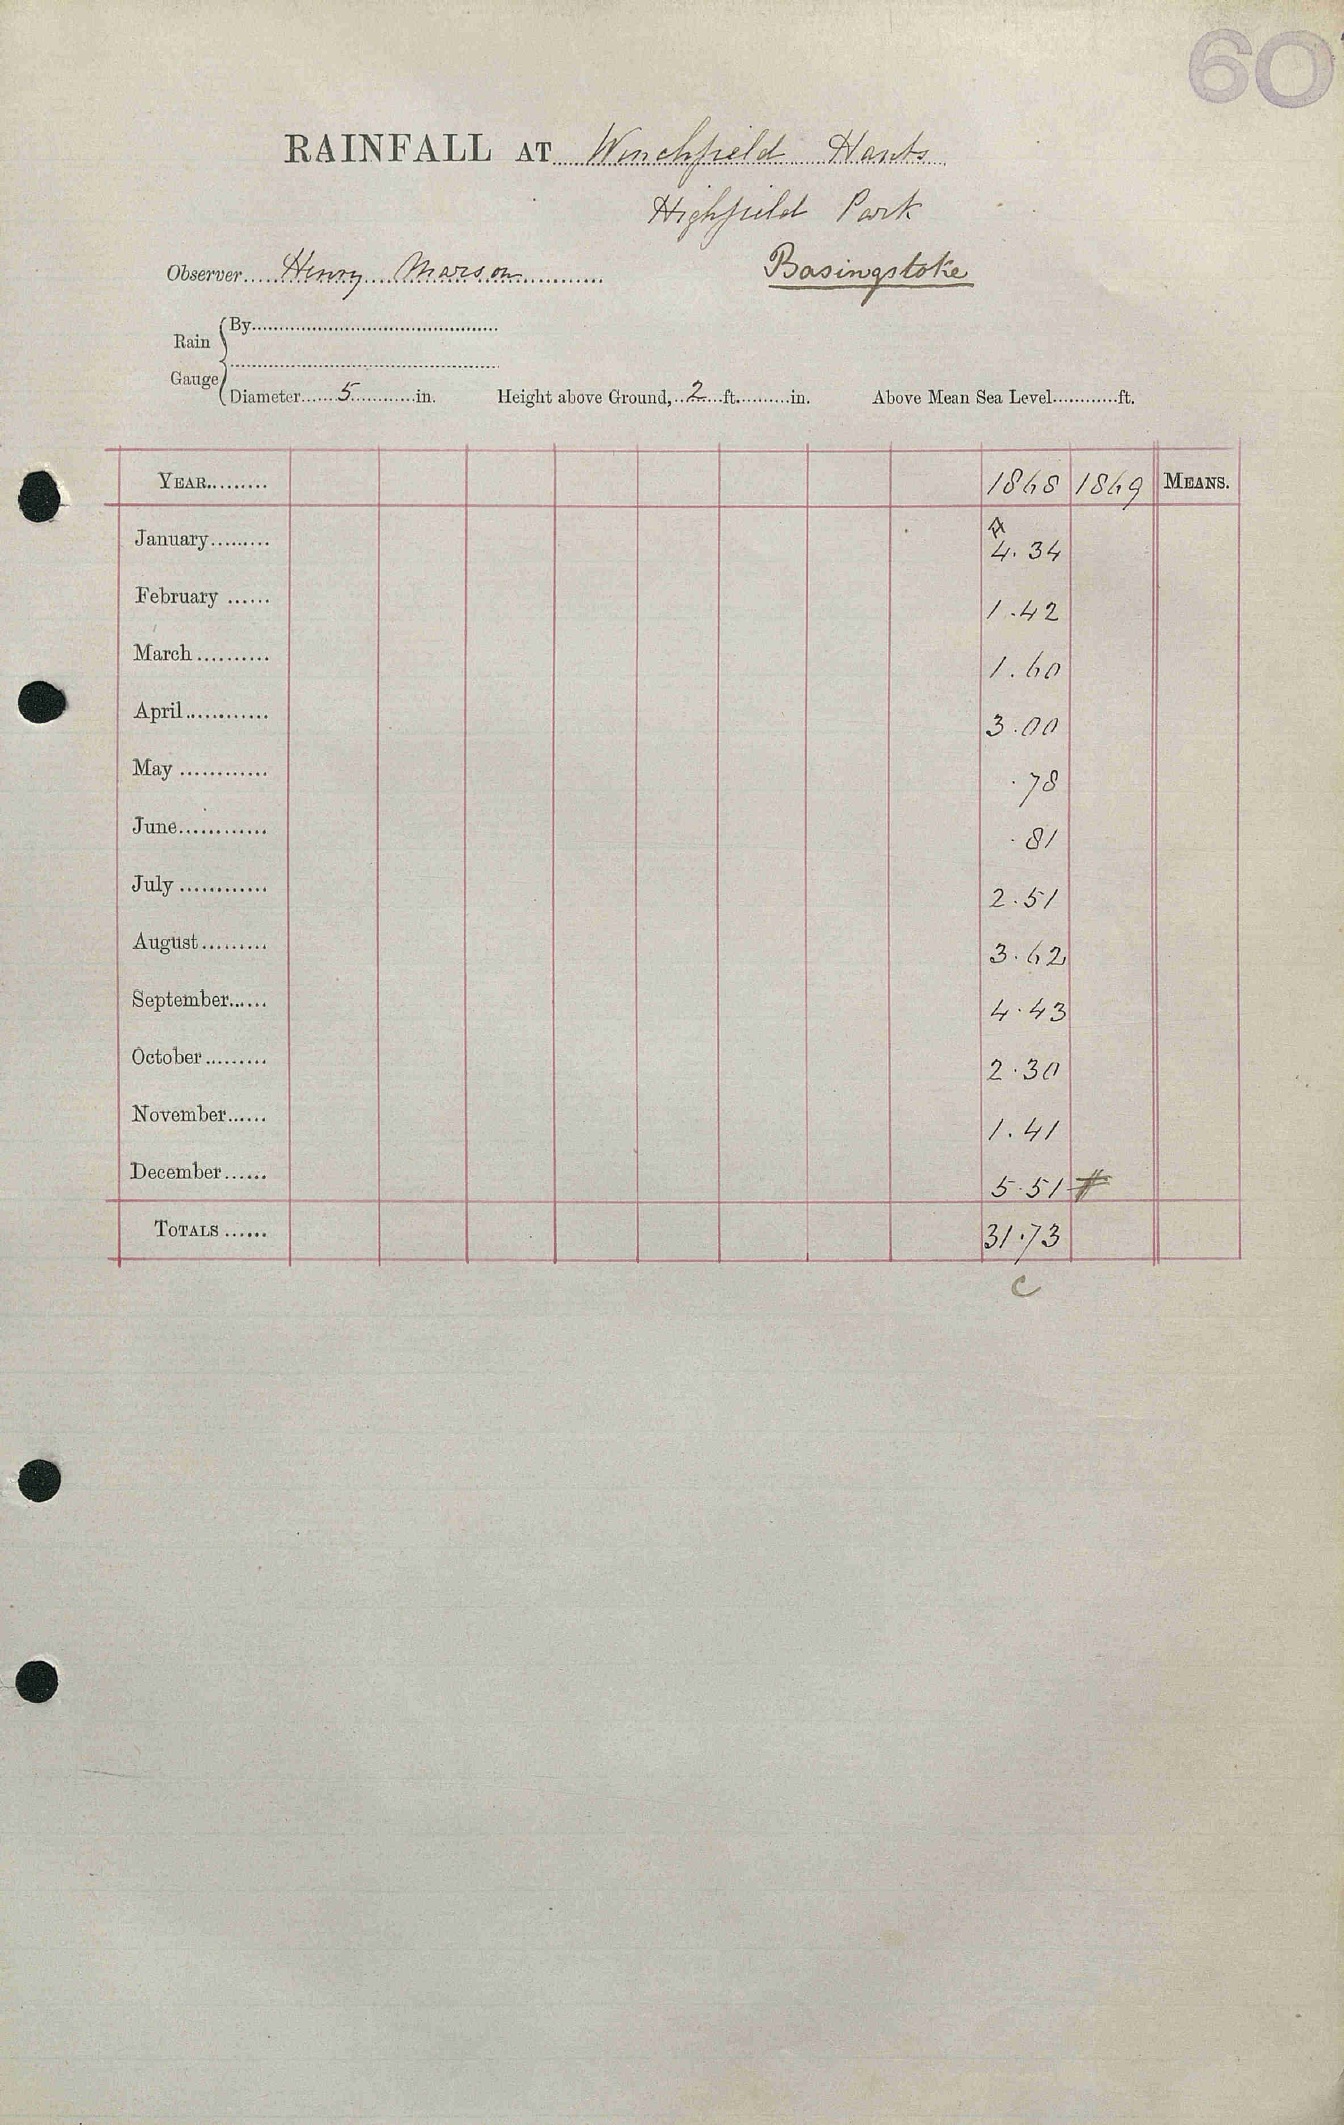 60
RAINFALL AT Winchfield Hants
Highfield Park
Observer Henry Marson Basingstoke
Rain Gauge
By
Diameter 5 in. Height above Ground, 2 ft. in. Above Mean Sea Level ft.
YEAR 1868 1869 MEANS.
January 4.34
February 1.42
March 1.60
April 3.00
May .78
June .81
July 2.51
August 3.62
September 4.43
October 2.30
November 1.41
December 5.51 #
TOTALS 31.73
C